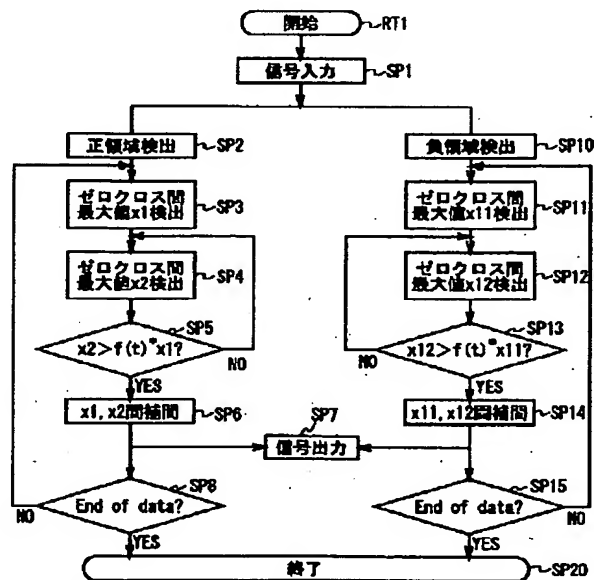 開始
RT1
信号入力
SP1
正領域検出
SP2
負領域検出
SP10
ゼロクロス間
最大値x1検出
SP3
ゼロクロス間
最大値x11検出
SP11
ゼロクロス間
最大値x2検出
SP4
ゼロクロス間
最大値x12検出
SP12
SP5
x2>f(t)*x1?
NO
YES
SP13
x12>f(t)*x11?
NO
YES
x1,x2間補間
SP6
SP7
信号出力
x11,x12間補間
SP14
SP8
End of data?
NO
YES
SP15
End of data?
NO
YES
終了
SP20